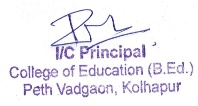 I/C Principal
College of Education (B.Ed.)
Peth Vadgaon, Kolhapur